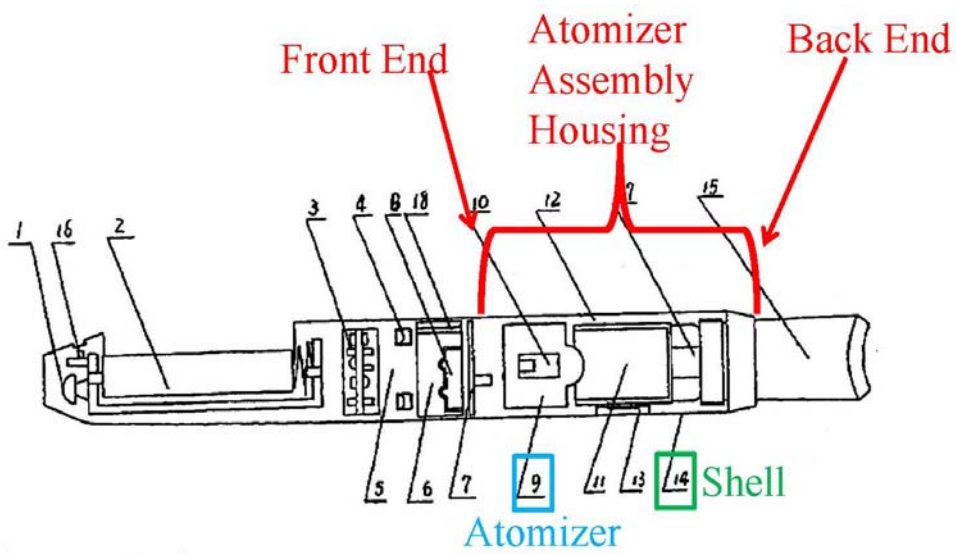 Front End
Atomizer
Assembly
Housing
Back End
1 16 2 3 4 8 18 10 12 15
5 6 7 9 11 13 14 Shell
Atomizer